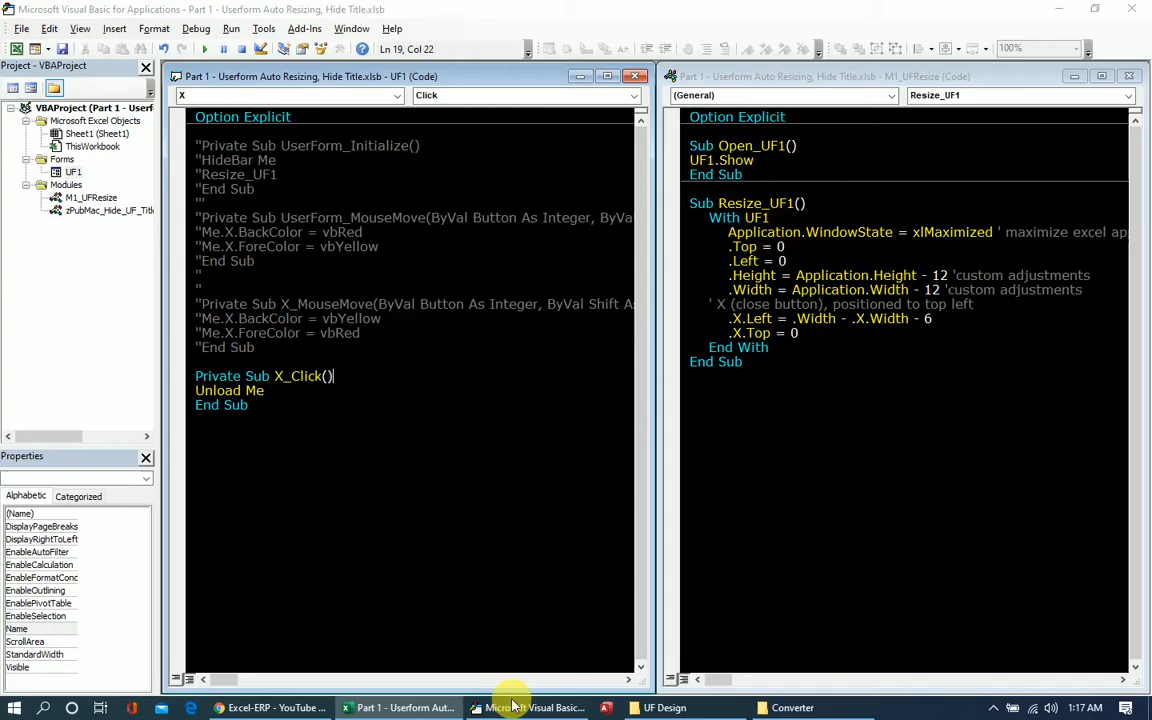 Microsoft Visual Basic for Applications - Part 1 - Userform Auto Resizing, Hide Title.xlsb
File Edit View Insert Format Debug Run Tools Add-Ins Window Help
Ln 19, Col 22
100%
Project - VBAProject
VBAProject (Part 1 - Userf
Microsoft Excel Objects
Sheet1 (Sheet1)
ThisWorkbook
Forms
UF1
Modules
M1_UFResize
zPubMac_Hide_UF_Titl
Properties
Alphabetic Categorized
(Name)
DisplayPageBreaks
DisplayRightToLeft
EnableAutoFilter
EnableCalculation
EnableFormatConc
EnableOutlining
EnablePivotTable
EnableSelection
Name
ScrollArea
StandardWidth
Visible
Part 1 - Userform Auto Resizing, Hide Title.xlsb - UF1 (Code)
X Click
Option Explicit
''Private Sub UserForm_Initialize()
''HideBar Me
''Resize_UF1
''End Sub
'''
''Private Sub UserForm_MouseMove(ByVal Button As Integer, ByVa
''Me.X.BackColor = vbRed
''Me.X.ForeColor = vbYellow
''End Sub
''
''
''Private Sub X_MouseMove(ByVal Button As Integer, ByVal Shift As
''Me.X.BackColor = vbYellow
''Me.X.ForeColor = vbRed
''End Sub
Private Sub X_Click()
Unload Me
End Sub
Part 1 - Userform Auto Resizing, Hide Title.xlsb - M1_UFResize (Code)
(General) Resize_UF1
Option Explicit
Sub Open_UF1()
UF1.Show
End Sub
Sub Resize_UF1()
With UF1
Application.WindowState = xlMaximized ' maximize excel ap
.Top = 0
.Left = 0
.Height = Application.Height - 12 'custom adjustments
.Width = Application.Width - 12 'custom adjustments
' X (close button), positioned to top left
.X.Left = .Width - .X.Width - 6
.X.Top = 0
End With
End Sub
Excel-ERP - YouTube ... Part 1 - Userform Aut... Microsoft Visual Basic... UF Design Converter 1:17 AM